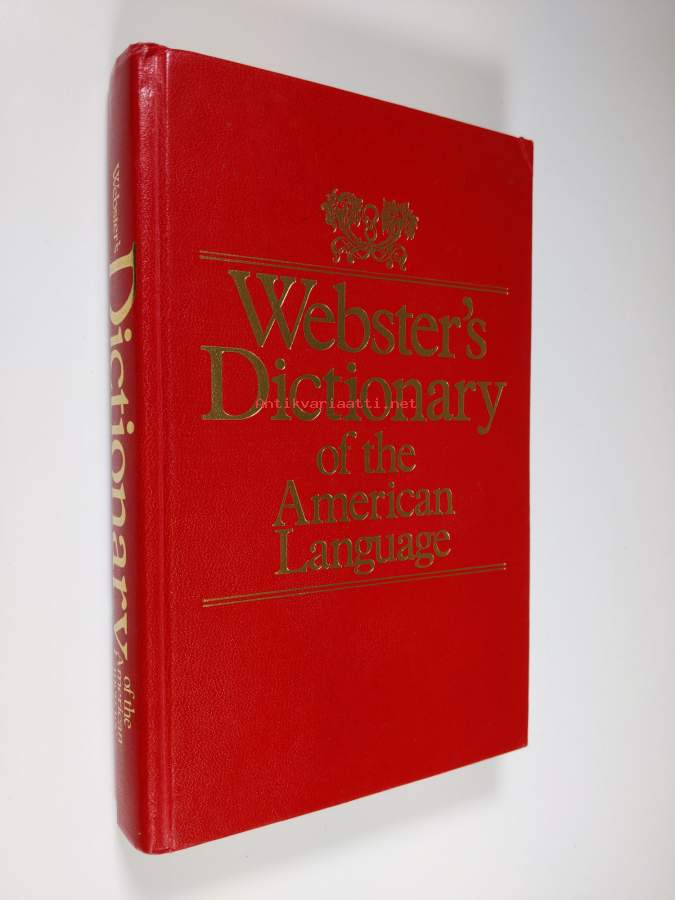 Webster's
Dictionary
of the
American
Language
Antikvariaatti.net
Webster's
Dictionary
of the
American